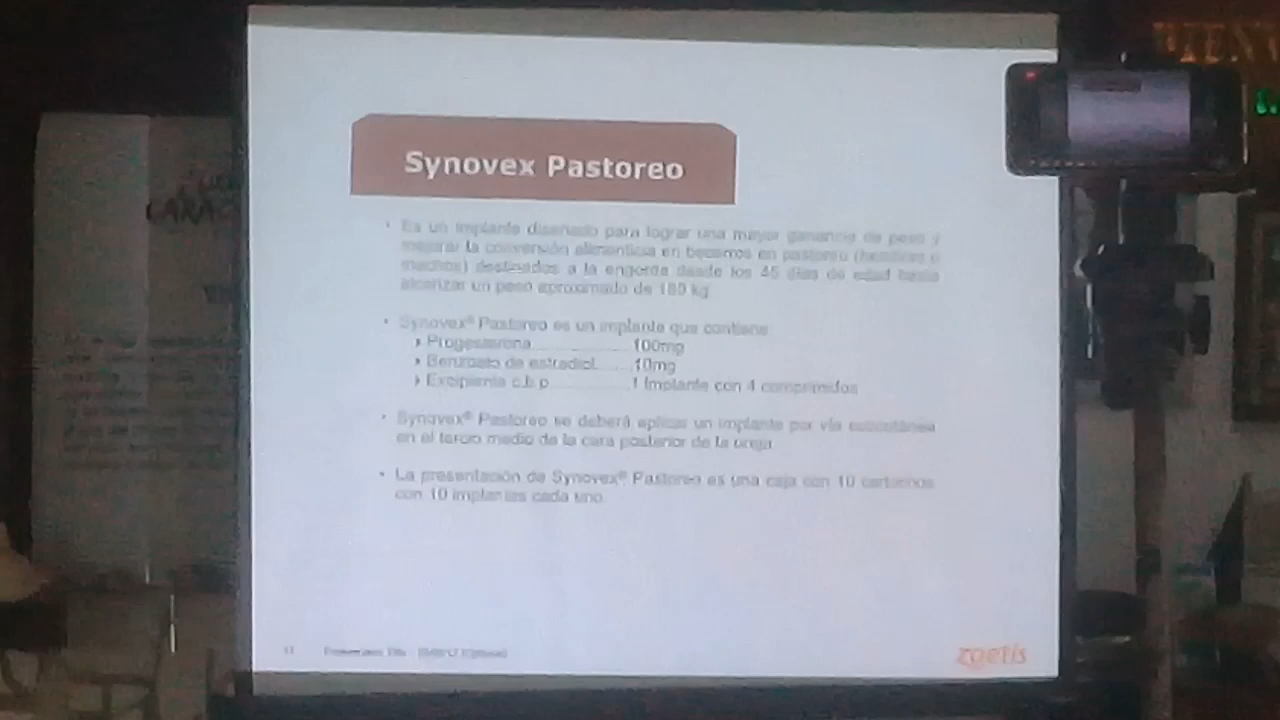 Synovex Pastoreo
• Es un implante diseñado para lograr una mayor ganancia de peso y
mejorar la conversión alimenticia en becerros en pastoreo (hembras o
machos) destinados a la engorda desde los 45 días de edad hasta
alcanzar un peso aproximado de 180 kg
• Synovex® Pastoreo es un implante que contiene
Progesterona 100mg
Benzoato de estradiol 10mg
Excipiente c.b.p 1 Implante con 4 comprimidos
• Synovex® Pastoreo se deberá aplicar un implante por vía subcutánea
en el tercio medio de la cara posterior de la oreja
• La presentación de Synovex® Pastoreo es una caja con 10 cartuchos
con 10 implantes cada uno
zoetis